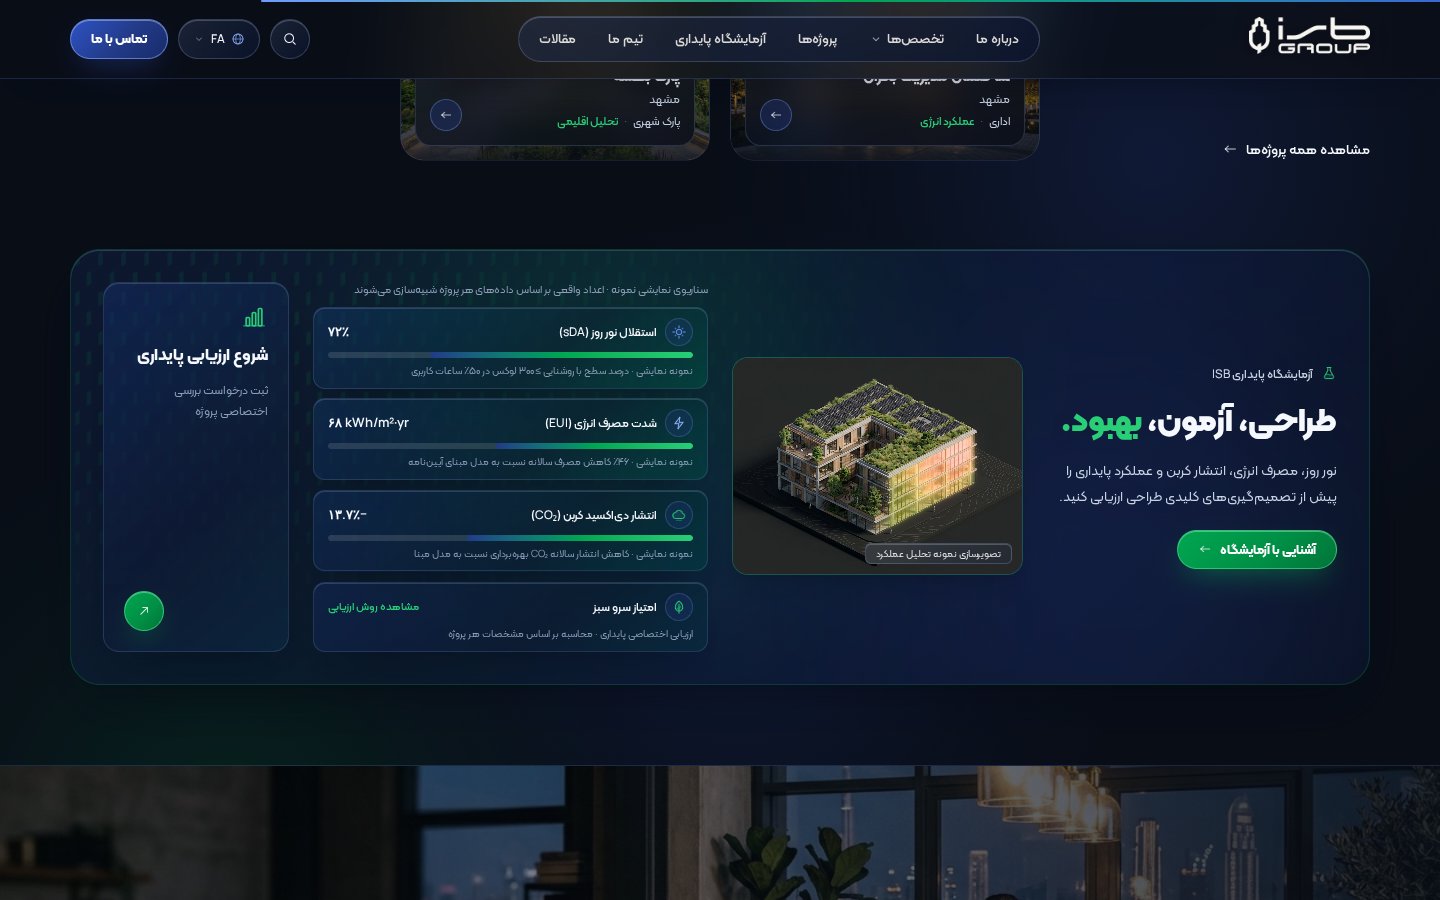 isb
GROUP
درباره ما
تخصص‌ها
پروژه‌ها
آزمایشگاه پایداری
تیم ما
مقالات
FA
تماس با ما
مشهد
اداری · عملکرد انرژی
مشهد
پارک شهری · تحلیل اقلیمی
مشاهده همه پروژه‌ها
آزمایشگاه پایداری ISB
طراحی، آزمون، بهبود.
نور روز، مصرف انرژی، انتشار کربن و عملکرد پایداری را
پیش از تصمیم‌گیری‌های کلیدی طراحی ارزیابی کنید.
آشنایی با آزمایشگاه
تصویرسازی نمونه تحلیل عملکرد
سناریوی نمایشی نمونه · اعداد واقعی بر اساس داده‌های هر پروژه شبیه‌سازی می‌شوند
استقلال نور روز (sDA)
۷۲٪
نمونه نمایشی · درصد سطح با روشنایی ≥۳۰۰ لوکس در ۵۰٪ ساعات کاربری
شدت مصرف انرژی (EUI)
۶۸ kWh/m²·yr
نمونه نمایشی · ۴۶٪ کاهش مصرف سالانه نسبت به مدل مبنای آیین‌نامه
انتشار دی‌اکسید کربن (CO₂)
−۱۳.۷٪
نمونه نمایشی · کاهش انتشار سالانه CO₂ بهره‌برداری نسبت به مدل مبنا
امتیاز سرو سبز
مشاهده روش ارزیابی
ارزیابی اختصاصی پایداری · محاسبه بر اساس مشخصات هر پروژه
شروع ارزیابی پایداری
ثبت درخواست بررسی
اختصاصی پروژه